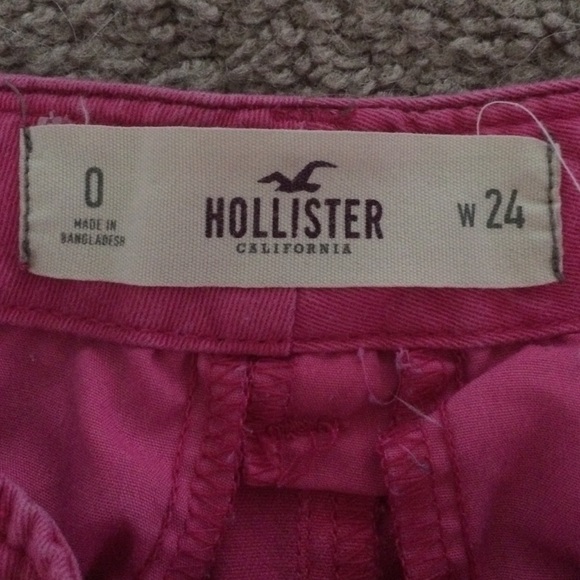 0
MADE IN
BANGLADESH
HOLLISTER
CALIFORNIA
W 24